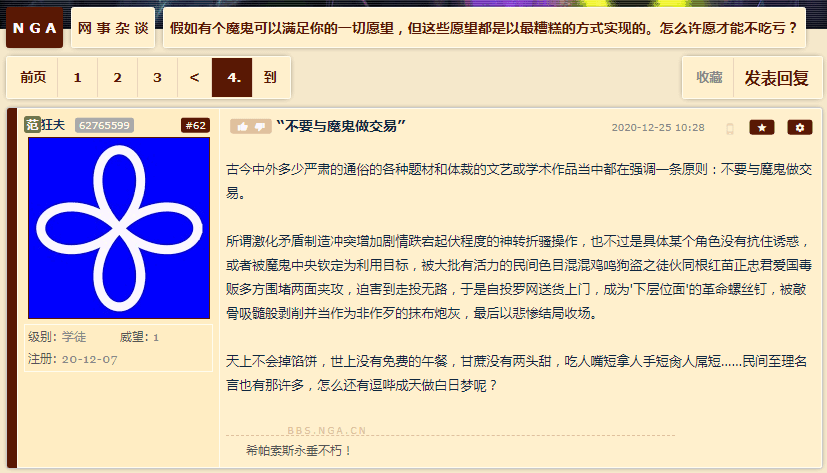 NGA 网事杂谈 假如有个魔鬼可以满足你的一切愿望，但这些愿望都是以最糟糕的方式实现的。怎么许愿才能不吃亏？
前页 1 2 3 < 4. 到 收藏 发表回复
范狂夫 62765599 #62 “不要与魔鬼做交易” 2020-12-25 10:28
古今中外多少严肃的通俗的各种题材和体裁的文艺或学术作品当中都在强调一条原则：不要与魔鬼做交
易。
所谓激化矛盾制造冲突增加剧情跌宕起伏程度的神转折骚操作，也不过是具体某个角色没有抗住诱惑，
或者被魔鬼中央钦定为利用目标，被大批有活力的民间色目混混鸡鸣狗盗之徒伙同根红苗正忠君爱国毒
贩多方围堵两面夹攻，迫害到走投无路，于是自投罗网送货上门，成为'下层位面'的革命螺丝钉，被敲
骨吸髓般剥削并当作为非作歹的抹布炮灰，最后以悲惨结局收场。
级别: 学徒 威望: 1
注册: 20-12-07
天上不会掉馅饼，世上没有免费的午餐，甘蔗没有两头甜，吃人嘴短拿人手短肏人屌短……民间至理名
言也有那许多，怎么还有逗哔成天做白日梦呢？
BBS.NGA.CN
希帕索斯永垂不朽！